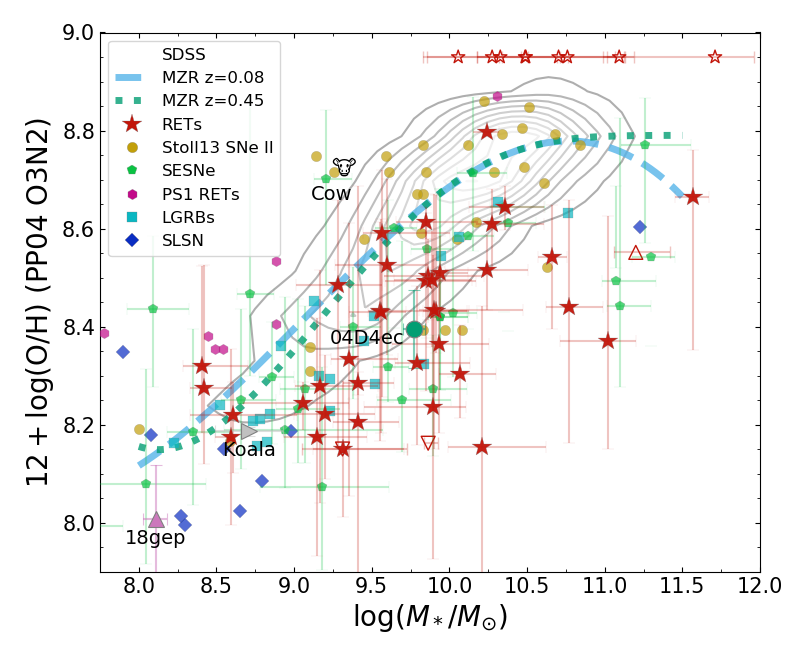 9.0
8.8
8.6
8.4
8.2
8.0
12 + log(O/H) (PP04 O3N2)
SDSS
MZR z=0.08
MZR z=0.45
RETs
Stoll13 SNe II
SESNe
PS1 RETs
LGRBs
SLSN
Cow
04D4ec
Koala
18gep
8.0 8.5 9.0 9.5 10.0 10.5 11.0 11.5 12.0
log(M*/M☉)